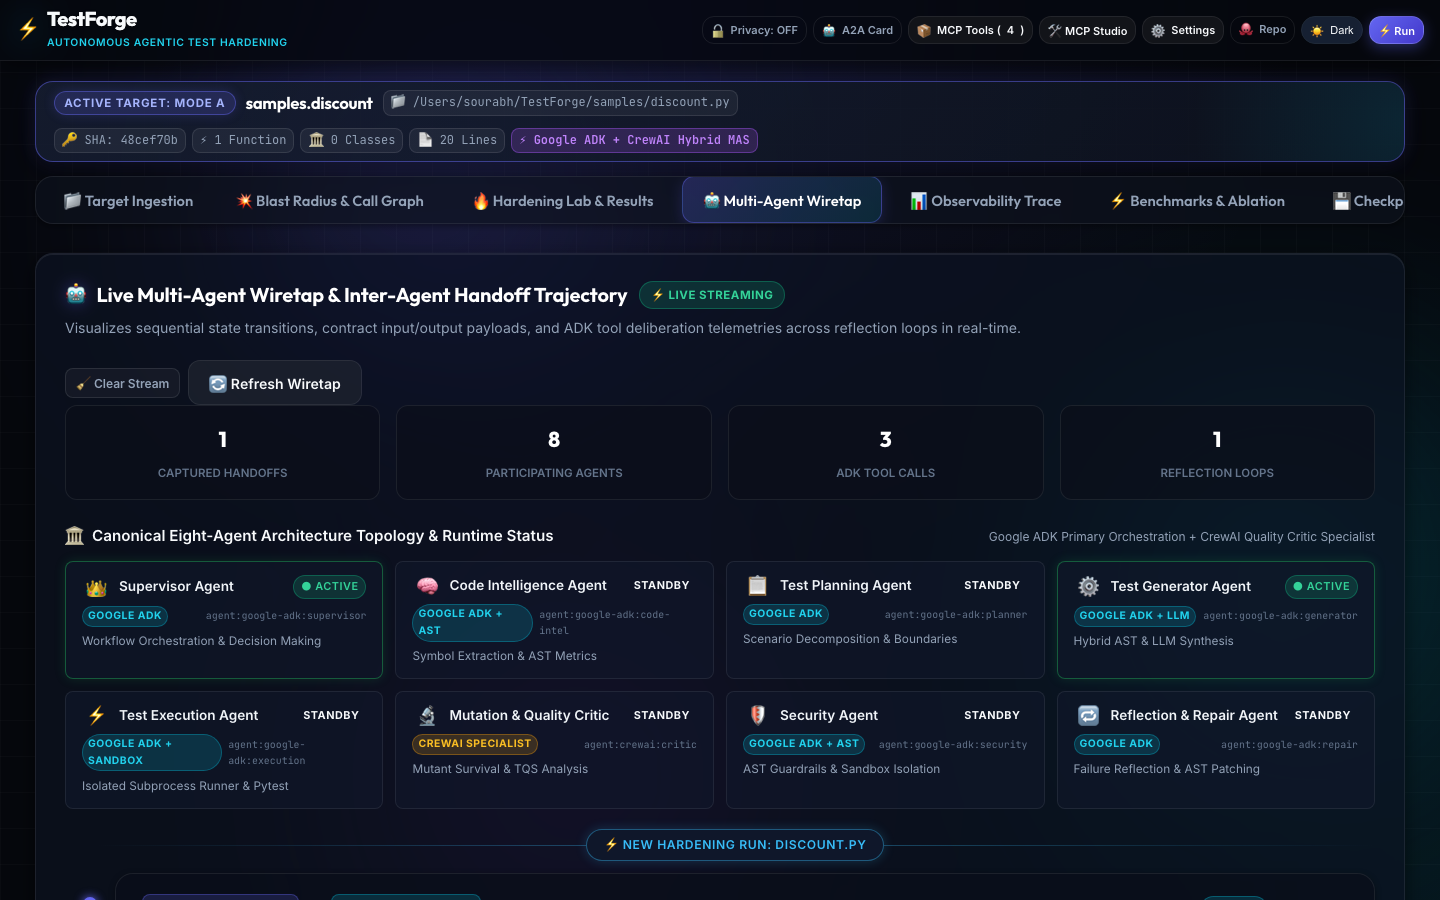 TestForge
AUTONOMOUS AGENTIC TEST HARDENING
Privacy: OFF
A2A Card
MCP Tools ( 4 )
MCP Studio
Settings
Repo
Dark
Run
ACTIVE TARGET: MODE A
samples.discount
/Users/sourabh/TestForge/samples/discount.py
SHA: 48cef70b
1 Function
0 Classes
20 Lines
Google ADK + CrewAI Hybrid MAS
Target Ingestion
Blast Radius & Call Graph
Hardening Lab & Results
Multi-Agent Wiretap
Observability Trace
Benchmarks & Ablation
Checkp
Live Multi-Agent Wiretap & Inter-Agent Handoff Trajectory
LIVE STREAMING
Visualizes sequential state transitions, contract input/output payloads, and ADK tool deliberation telemetries across reflection loops in real-time.
Clear Stream
Refresh Wiretap
1
CAPTURED HANDOFFS
8
PARTICIPATING AGENTS
3
ADK TOOL CALLS
1
REFLECTION LOOPS
Canonical Eight-Agent Architecture Topology & Runtime Status
Google ADK Primary Orchestration + CrewAI Quality Critic Specialist
Supervisor Agent
ACTIVE
GOOGLE ADK
agent:google-adk:supervisor
Workflow Orchestration & Decision Making
Code Intelligence Agent
STANDBY
GOOGLE ADK +
AST
agent:google-adk:code-
intel
Symbol Extraction & AST Metrics
Test Planning Agent
STANDBY
GOOGLE ADK
agent:google-adk:planner
Scenario Decomposition & Boundaries
Test Generator Agent
ACTIVE
GOOGLE ADK + LLM
agent:google-adk:generator
Hybrid AST & LLM Synthesis
Test Execution Agent
STANDBY
GOOGLE ADK +
SANDBOX
agent:google-
adk:execution
Isolated Subprocess Runner & Pytest
Mutation & Quality Critic
STANDBY
CREWAI SPECIALIST
agent:crewai:critic
Mutant Survival & TQS Analysis
Security Agent
STANDBY
GOOGLE ADK + AST
agent:google-adk:security
AST Guardrails & Sandbox Isolation
Reflection & Repair Agent
STANDBY
GOOGLE ADK
agent:google-adk:repair
Failure Reflection & AST Patching
NEW HARDENING RUN: DISCOUNT.PY